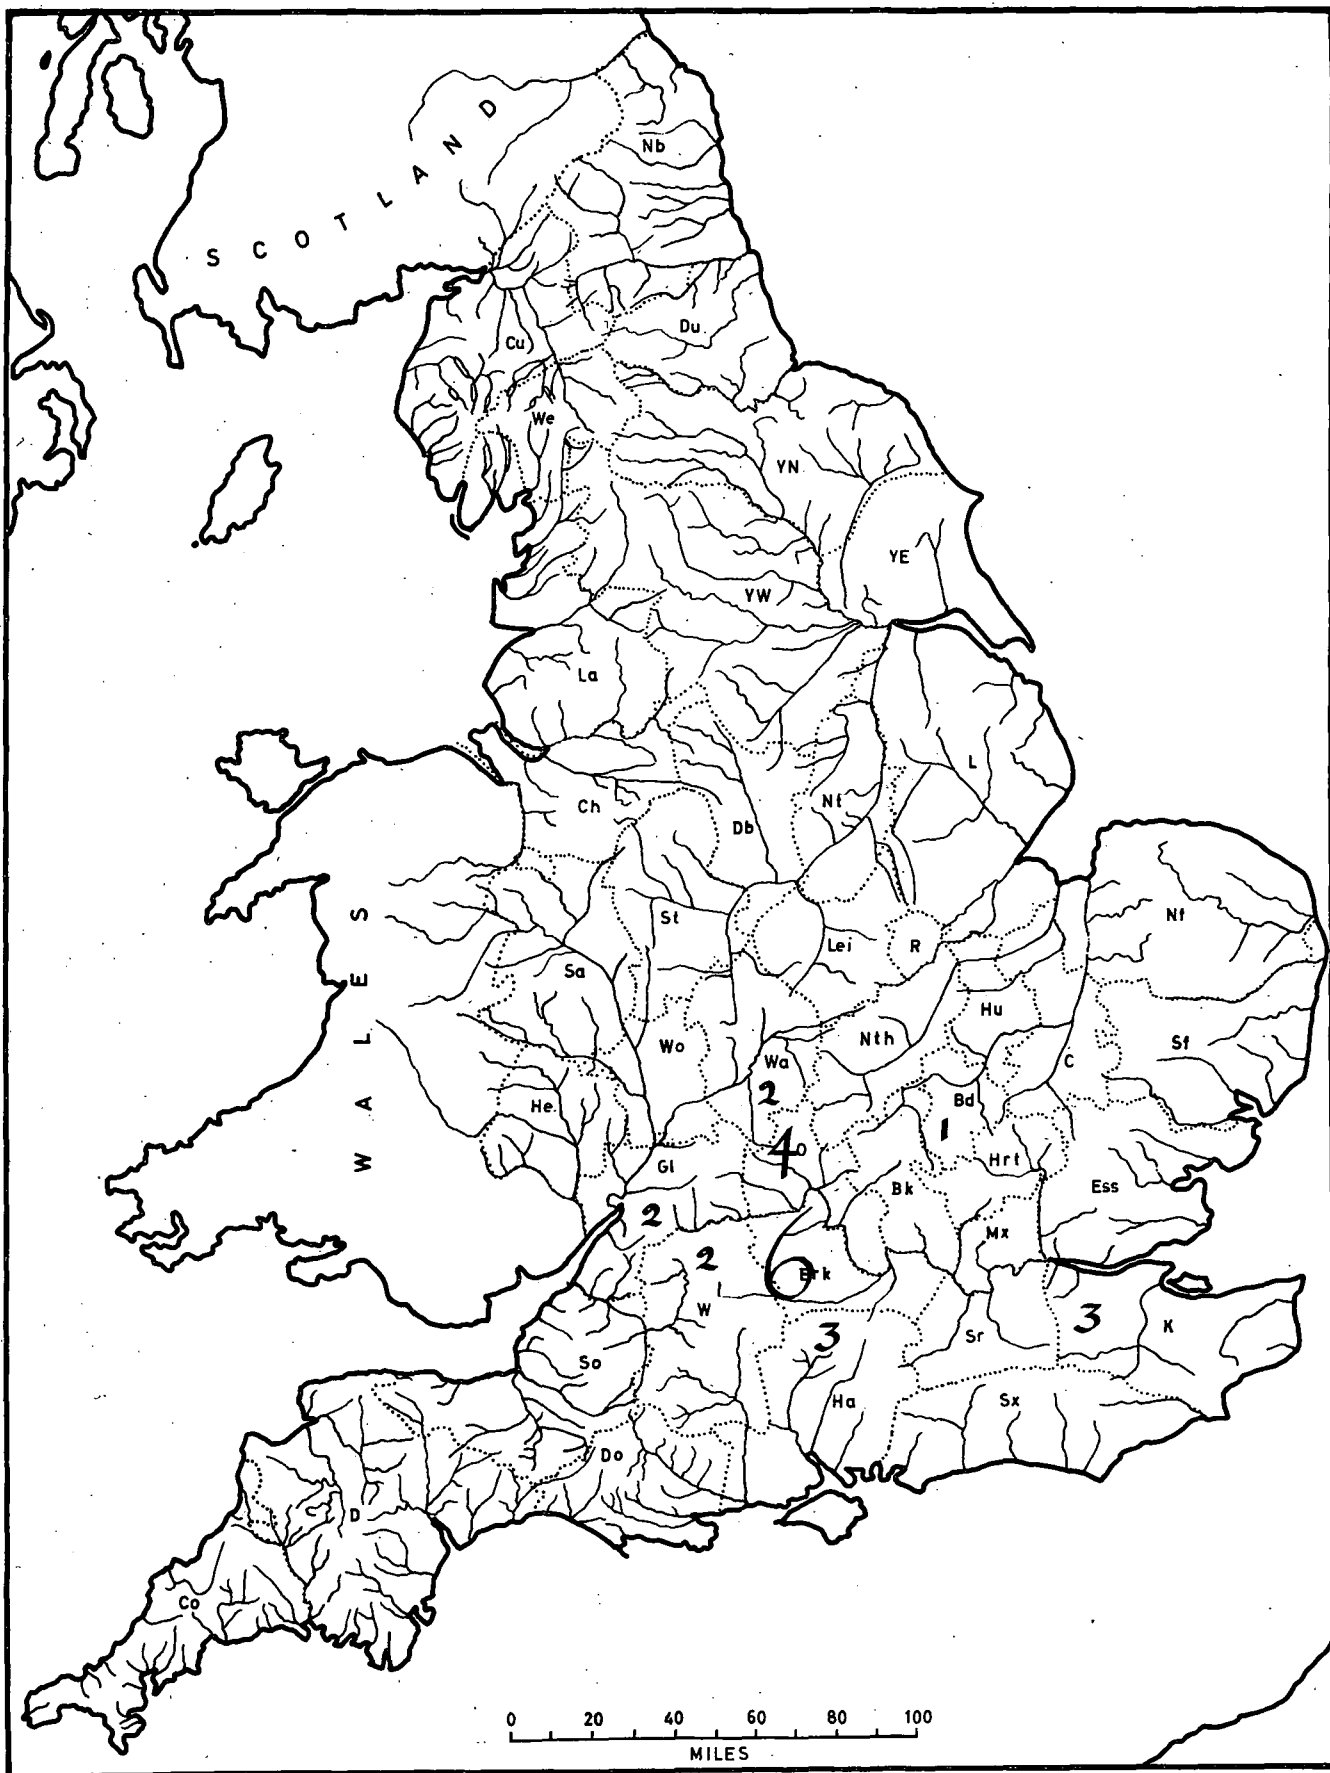 SCOTLAND
Nb
Cu
Du
We
YN
YE
YW
La
L
Ch
Nt
Db
Nf
St
Lei
R
Sa
Hu
Nth
Wo
Wa
Sf
C
2
He
Bd
1
4
O
Hrt
Gl
Bk
Ess
WALES
2
Mx
2
6
Brk
W
3
3
K
Sr
So
Ha
Sx
Do
D
Co
0 20 40 60 80 100
MILES